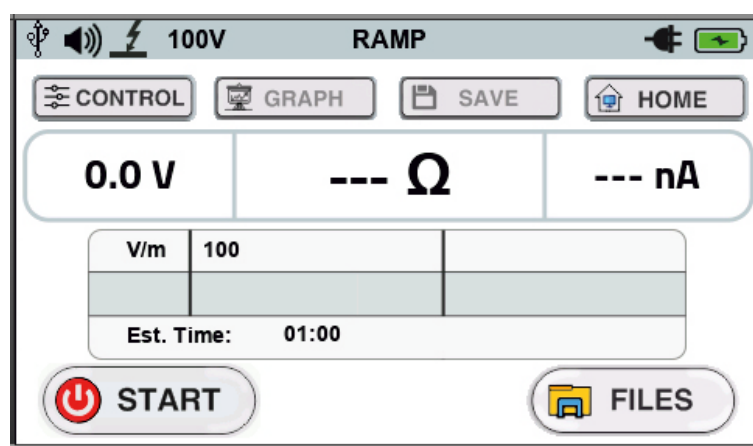 100V RAMP
CONTROL GRAPH SAVE HOME
0.0 V --- Ω --- nA
V/m 100
Est. Time: 01:00
START FILES